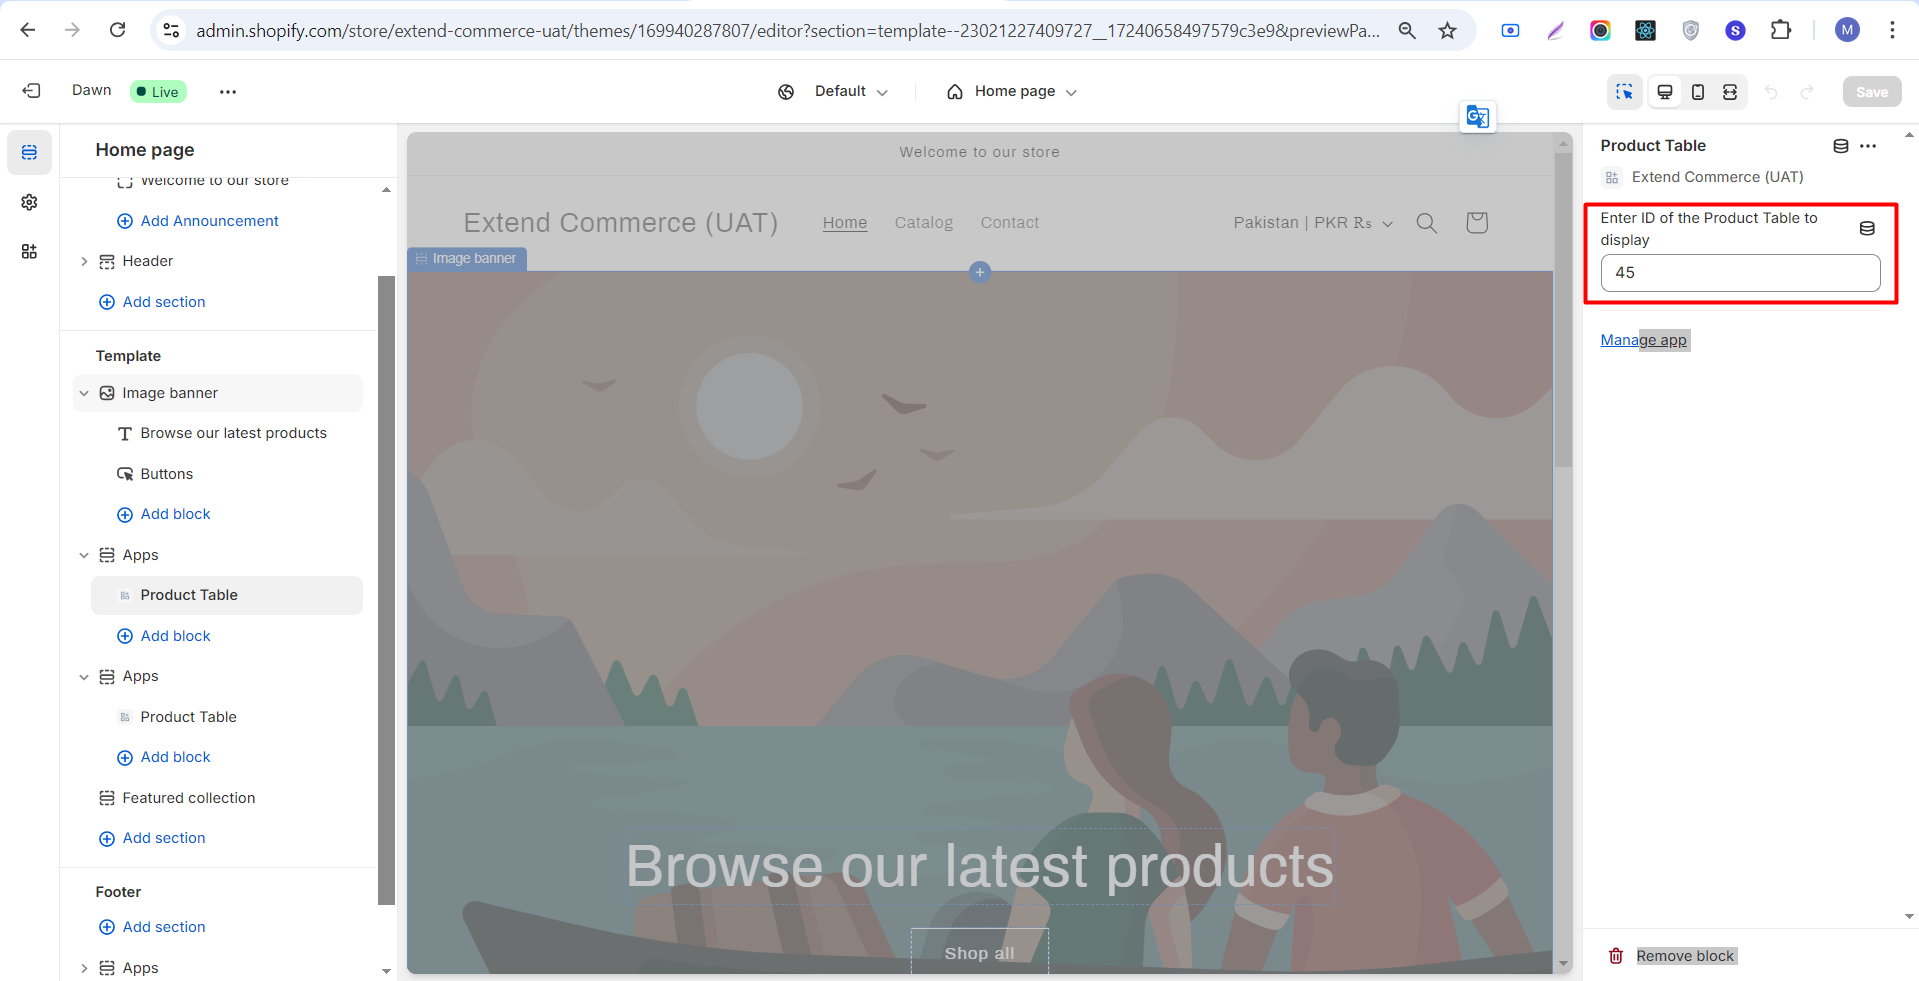 admin.shopify.com/store/extend-commerce-uat/themes/169940287807/editor?section=template--23021227409727__17240658497579c3e9&previewPa...
M
Dawn
Live
Default
Home page
Save
Home page
Welcome to our store
Add Announcement
Header
Add section
Template
Image banner
Browse our latest products
Buttons
Add block
Apps
Product Table
Add block
Apps
Product Table
Add block
Featured collection
Add section
Footer
Add section
Apps
Welcome to our store
Extend Commerce (UAT)
Home
Catalog
Contact
Pakistan | PKR ₨
Image banner
Browse our latest products
Shop all
Product Table
Extend Commerce (UAT)
Enter ID of the Product Table to
display
45
Manage app
Remove block